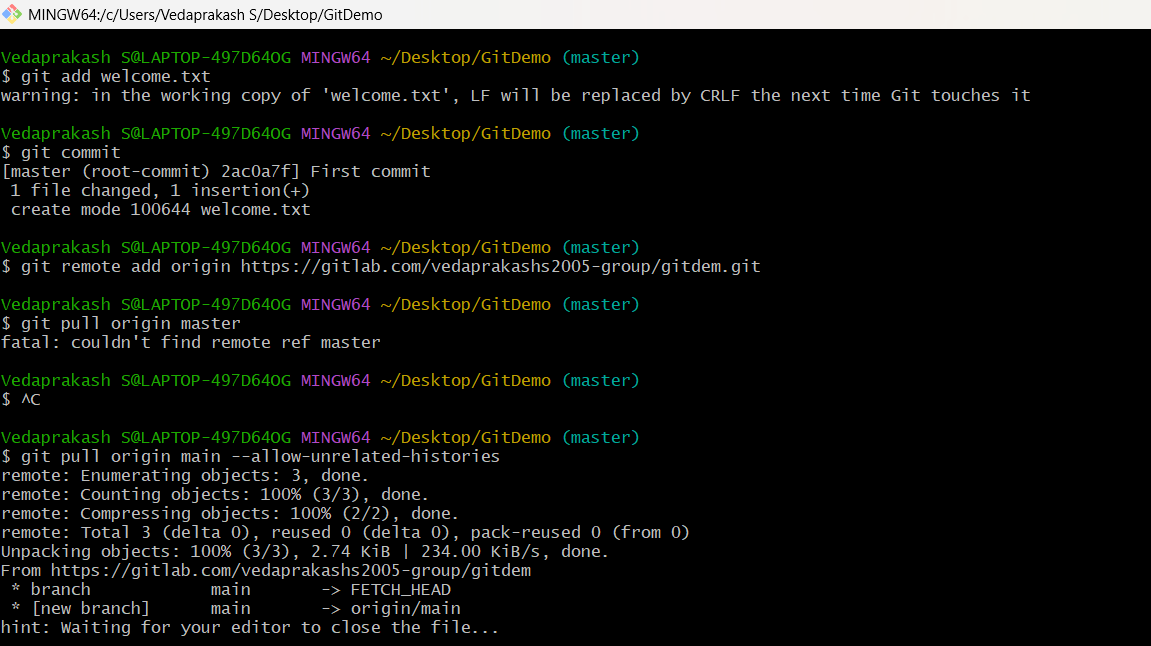 MINGW64:/c/Users/Vedaprakash S/Desktop/GitDemo
Vedaprakash S@LAPTOP-497D64OG MINGW64 ~/Desktop/GitDemo (master)
$ git add welcome.txt
warning: in the working copy of 'welcome.txt', LF will be replaced by CRLF the next time Git touches it
Vedaprakash S@LAPTOP-497D64OG MINGW64 ~/Desktop/GitDemo (master)
$ git commit
[master (root-commit) 2ac0a7f] First commit
 1 file changed, 1 insertion(+)
 create mode 100644 welcome.txt
Vedaprakash S@LAPTOP-497D64OG MINGW64 ~/Desktop/GitDemo (master)
$ git remote add origin https://gitlab.com/vedaprakashs2005-group/gitdem.git
Vedaprakash S@LAPTOP-497D64OG MINGW64 ~/Desktop/GitDemo (master)
$ git pull origin master
fatal: couldn't find remote ref master
Vedaprakash S@LAPTOP-497D64OG MINGW64 ~/Desktop/GitDemo (master)
$ ^C
Vedaprakash S@LAPTOP-497D64OG MINGW64 ~/Desktop/GitDemo (master)
$ git pull origin main --allow-unrelated-histories
remote: Enumerating objects: 3, done.
remote: Counting objects: 100% (3/3), done.
remote: Compressing objects: 100% (2/2), done.
remote: Total 3 (delta 0), reused 0 (delta 0), pack-reused 0 (from 0)
Unpacking objects: 100% (3/3), 2.74 KiB | 234.00 KiB/s, done.
From https://gitlab.com/vedaprakashs2005-group/gitdem
 * branch            main       -> FETCH_HEAD
 * [new branch]      main       -> origin/main
hint: Waiting for your editor to close the file...